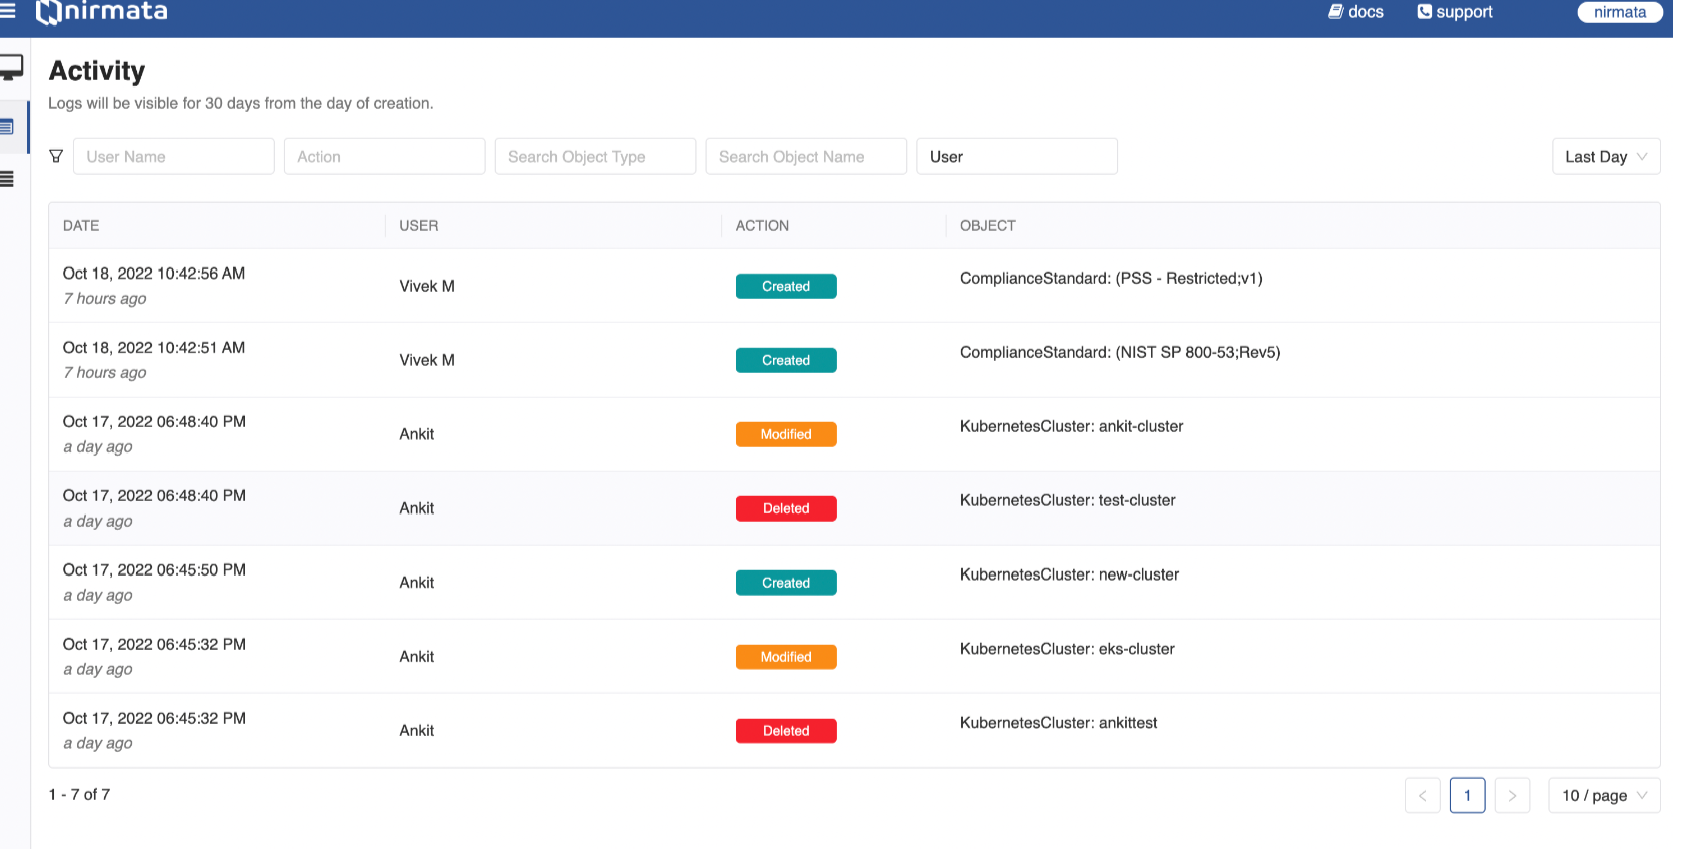 nirmata
docs
support
nirmata
Activity
Logs will be visible for 30 days from the day of creation.
User Name
Action
Search Object Type
Search Object Name
User
Last Day
DATE
USER
ACTION
OBJECT
Oct 18, 2022 10:42:56 AM
7 hours ago
Vivek M
Created
ComplianceStandard: (PSS - Restricted;v1)
Oct 18, 2022 10:42:51 AM
7 hours ago
Vivek M
Created
ComplianceStandard: (NIST SP 800-53;Rev5)
Oct 17, 2022 06:48:40 PM
a day ago
Ankit
Modified
KubernetesCluster: ankit-cluster
Oct 17, 2022 06:48:40 PM
a day ago
Ankit
Deleted
KubernetesCluster: test-cluster
Oct 17, 2022 06:45:50 PM
a day ago
Ankit
Created
KubernetesCluster: new-cluster
Oct 17, 2022 06:45:32 PM
a day ago
Ankit
Modified
KubernetesCluster: eks-cluster
Oct 17, 2022 06:45:32 PM
a day ago
Ankit
Deleted
KubernetesCluster: ankittest
1 - 7 of 7
<
1
>
10 / page